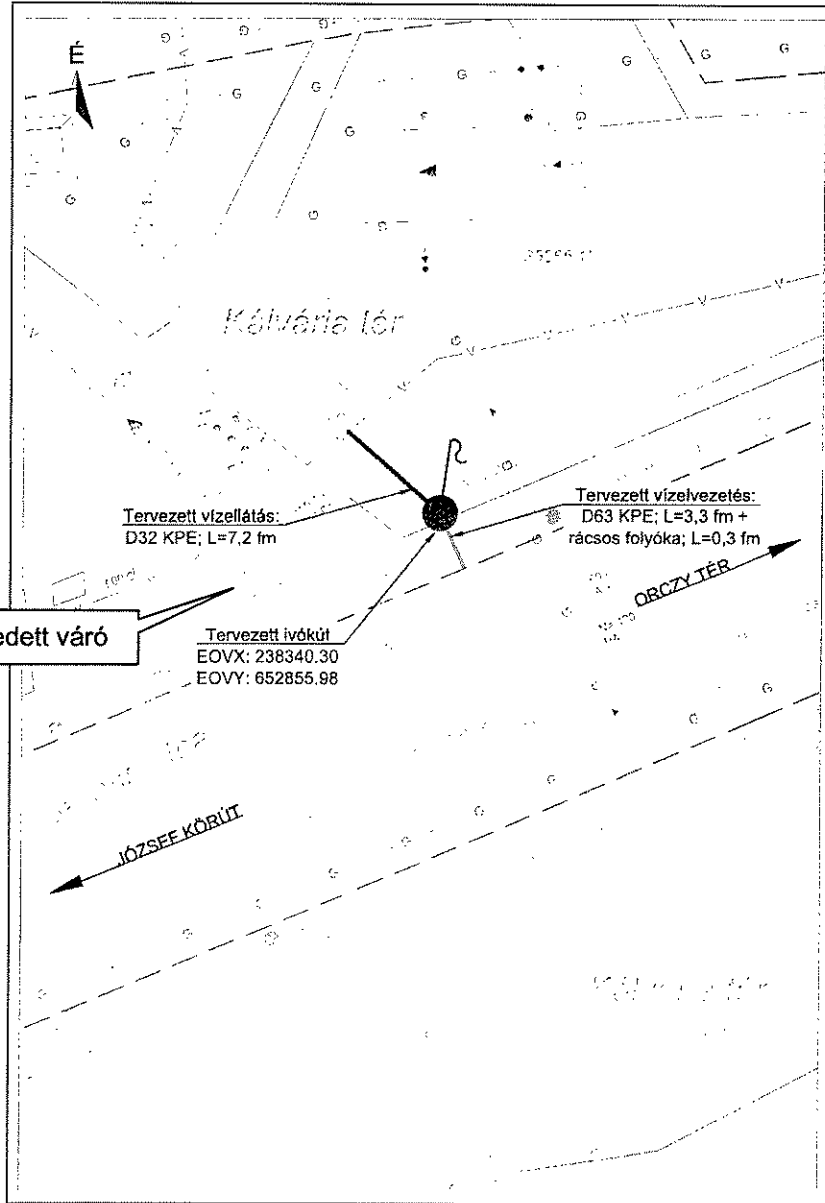 É
Kálvária tér
Tervezett vízellátás:
D32 KPE; L=7,2 fm
Tervezett vízelvezetés:
D63 KPE; L=3,3 fm +
rácsos folyóka; L=0,3 fm
ORCZY TÉR
edett váró
Tervezett ivókút
EOVX: 238340.30
EOVY: 652855.98
JÓZSEF KÖRÚT